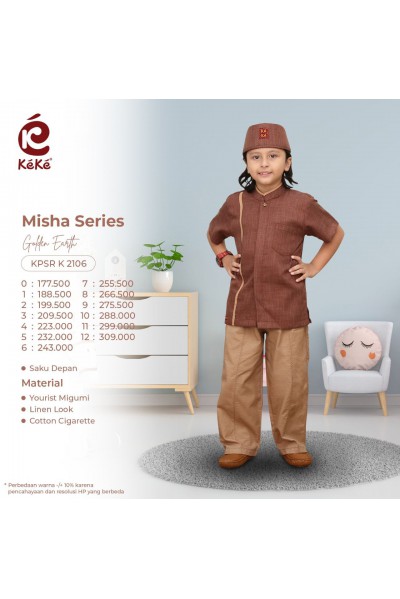 KéKé
Misha Series
Golden Earth
KPSR K 2106
0 : 177.500 7 : 255.500
1 : 188.500 8 : 266.500
2 : 199.500 9 : 275.500
3 : 209.500 10 : 288.000
4 : 223.000 11 : 299.000
5 : 232.000 12 : 309.000
6 : 243.000
Saku Depan
Material
Yourist Migumi
Linen Look
Cotton Cigarette
* Perbedaan warna -/+ 10% karena
pencahayaan dan resolusi HP yang berbeda